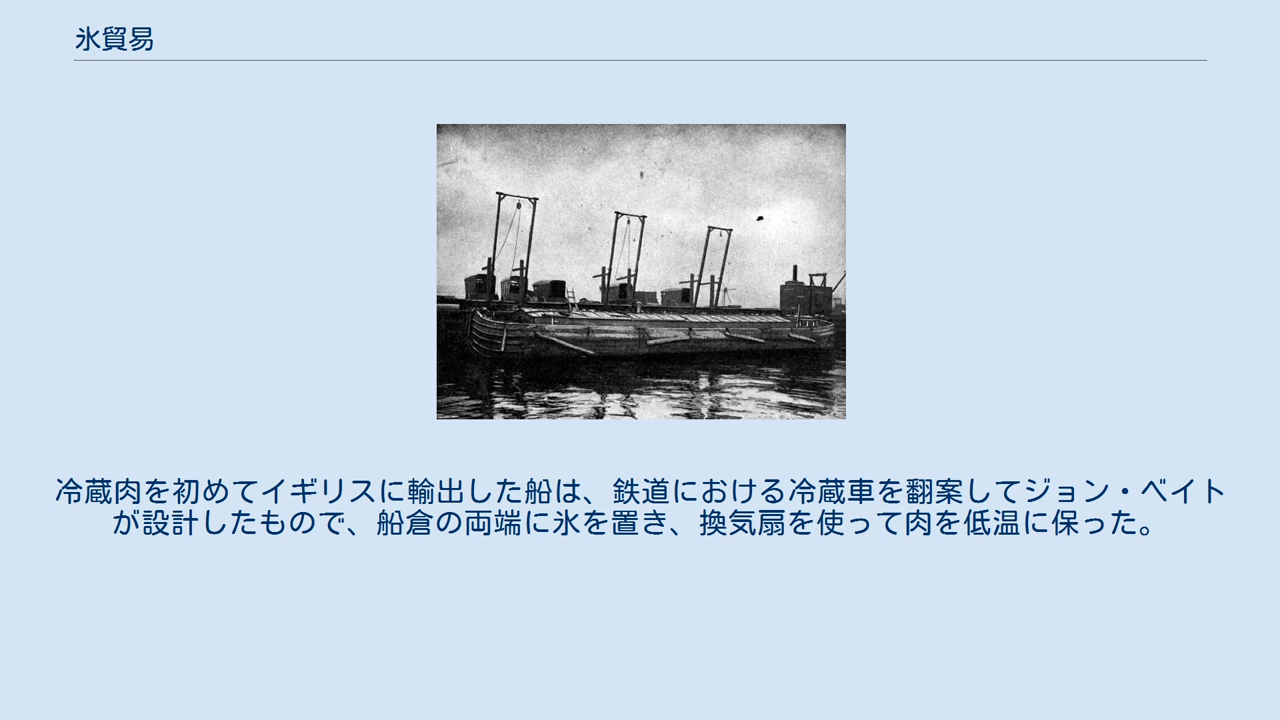 氷貿易
冷蔵肉を初めてイギリスに輸出した船は、鉄道における冷蔵車を翻案してジョン・ベイト
が設計したもので、船倉の両端に氷を置き、換気扇を使って肉を低温に保った。